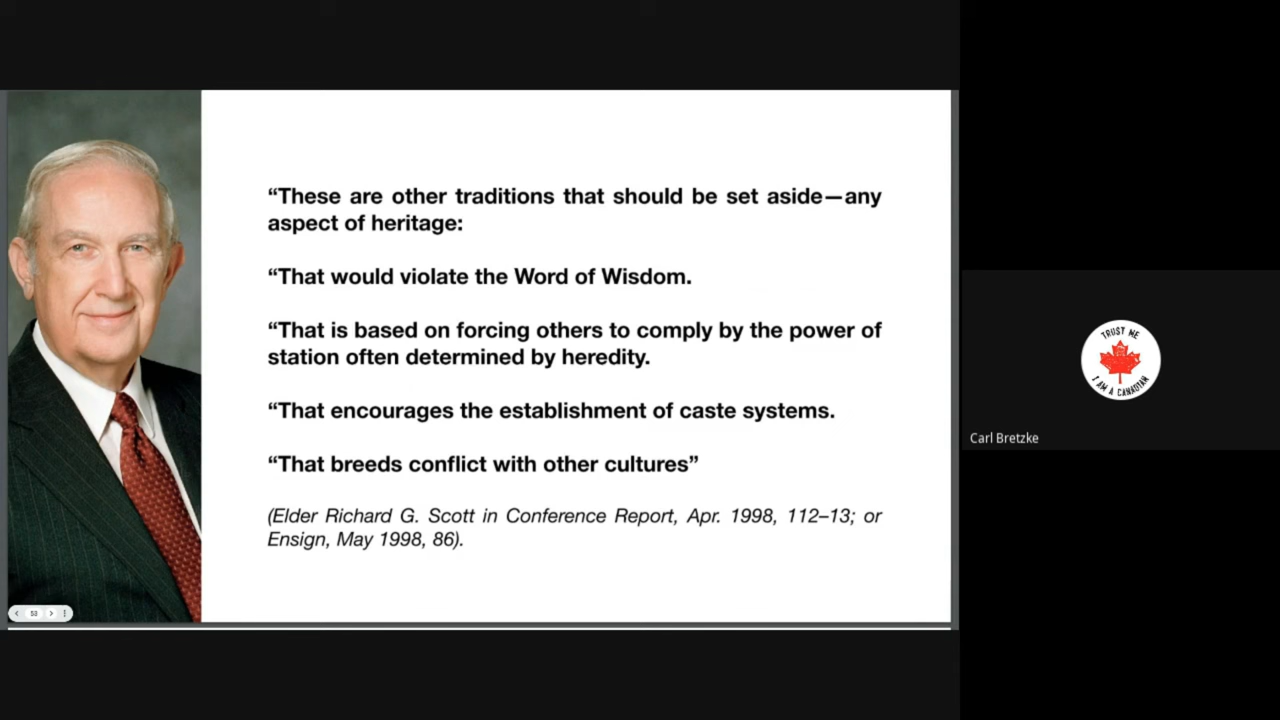 “These are other traditions that should be set aside—any
aspect of heritage:
“That would violate the Word of Wisdom.
“That is based on forcing others to comply by the power of
station often determined by heredity.
“That encourages the establishment of caste systems.
“That breeds conflict with other cultures”
(Elder Richard G. Scott in Conference Report, Apr. 1998, 112–13; or
Ensign, May 1998, 86).
53
TRUST ME
I AM A CANADIAN
Carl Bretzke